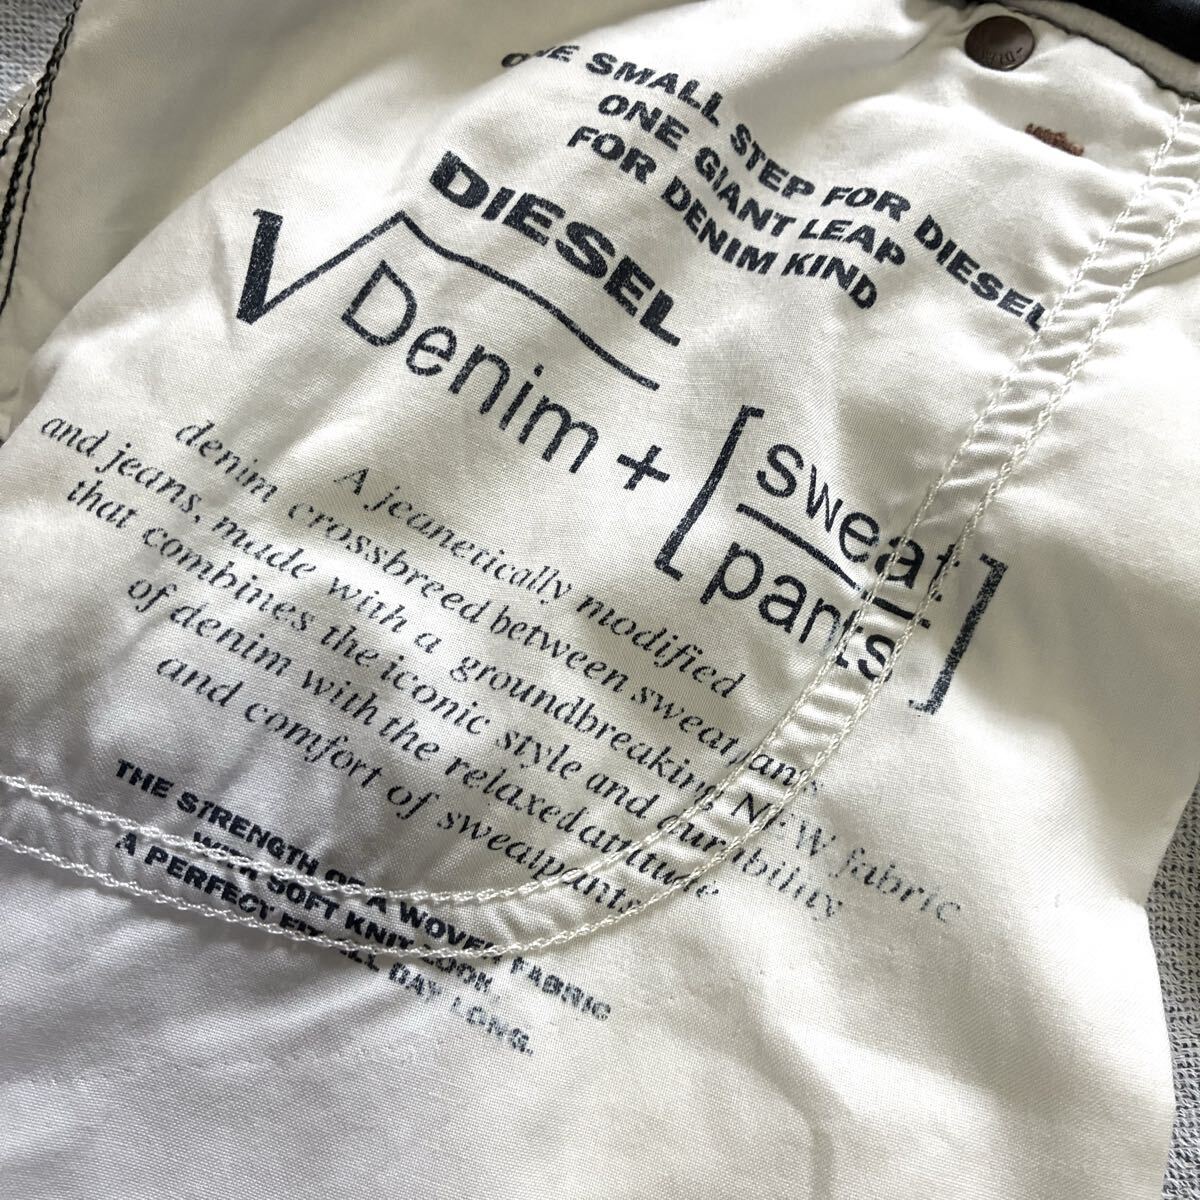 ONE SMALL STEP FOR DIESEL
ONE GIANT LEAP
FOR DENIM KIND
DIESEL
√Denim + [sweat
pants]
A jeanetically modified
denim crossbreed between sweatpants
and jeans, made with a groundbreaking NEW fabric
that combines the iconic style and durability
of denim with the relaxed attitude
and comfort of sweatpants
THE STRENGTH OF A WOVEN FABRIC
WITH SOFT KNIT LOOK.
A PERFECT FIT ALL DAY LONG.